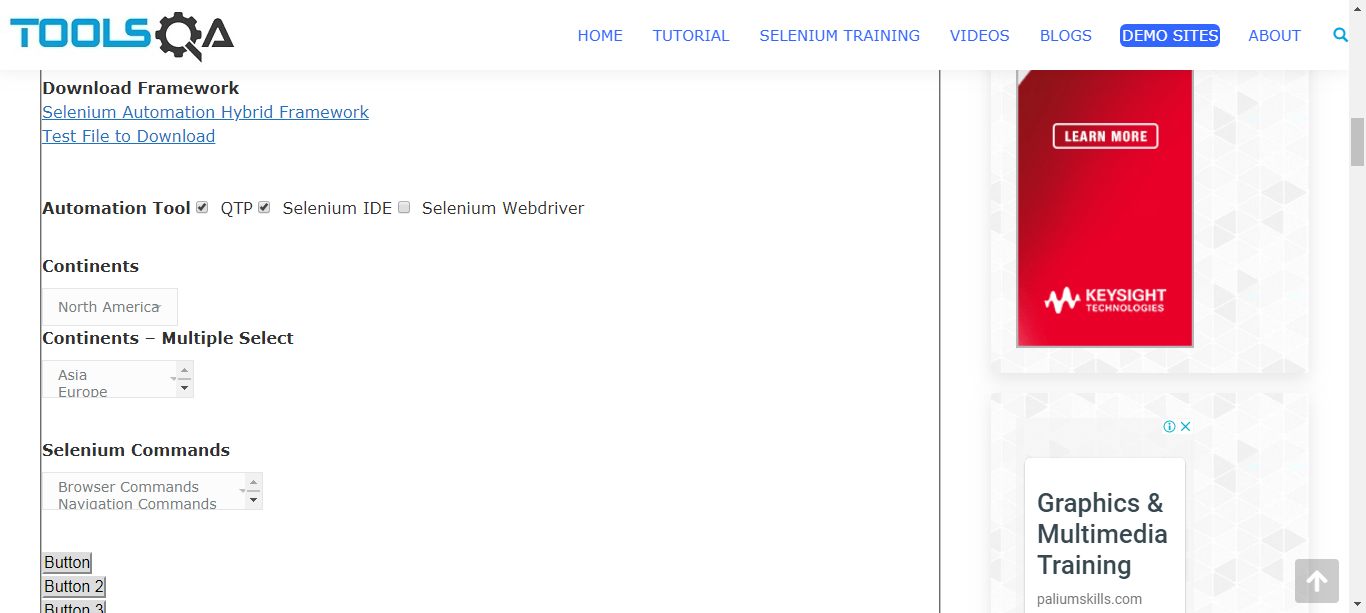 TOOLSQA
HOME TUTORIAL SELENIUM TRAINING VIDEOS BLOGS DEMO SITES ABOUT
Download Framework
Selenium Automation Hybrid Framework
Test File to Download
Automation Tool QTP Selenium IDE Selenium Webdriver
Continents
North America
Continents – Multiple Select
Asia
Europe
Selenium Commands
Browser Commands
Navigation Commands
Button
Button 2
Button 3
LEARN MORE
KEYSIGHT
TECHNOLOGIES
Graphics &
Multimedia
Training
paliumskills.com